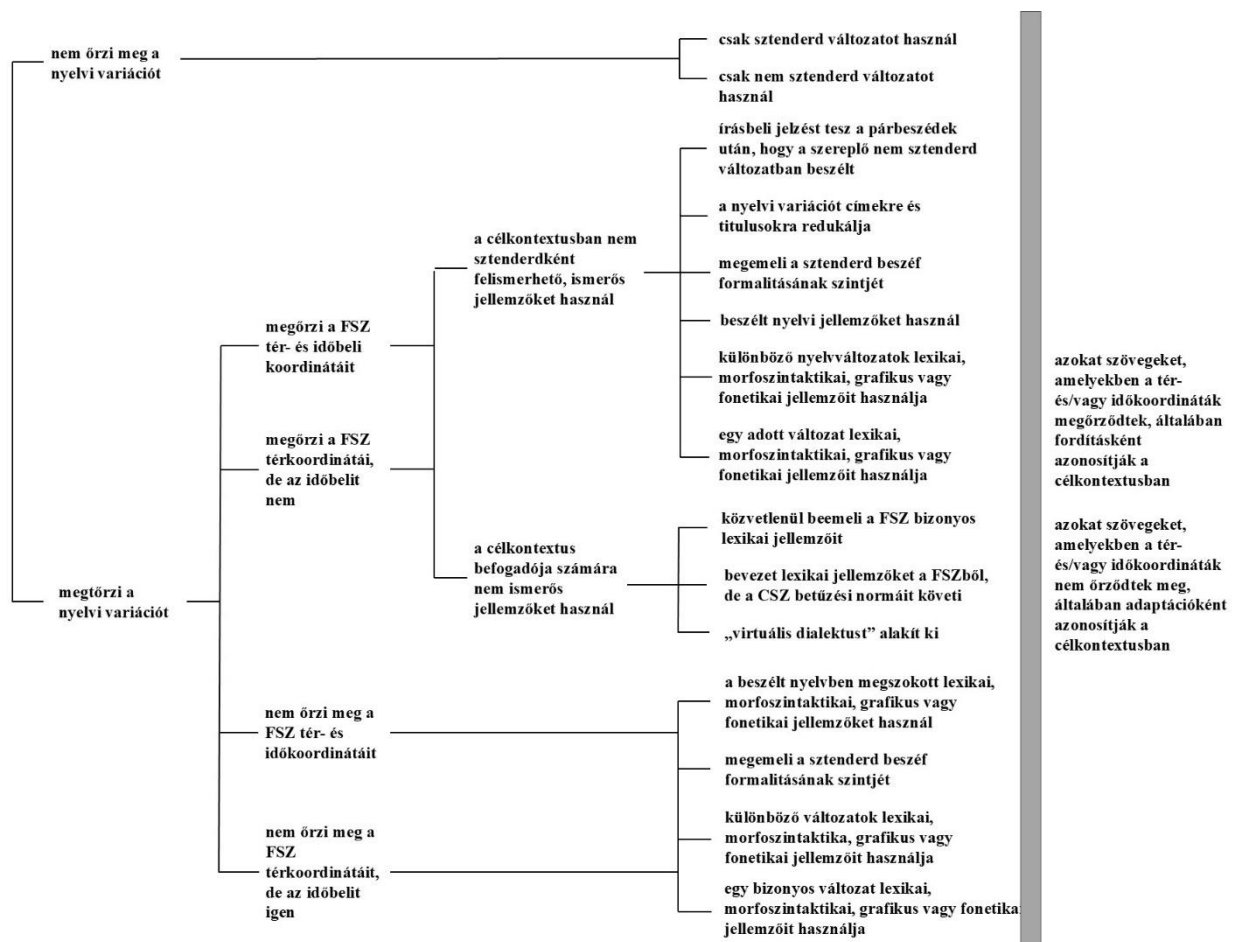 nem őrzi meg a
nyelvi variációt
csak sztenderd változatot használ
csak nem sztenderd változatot
használ
megtőrzi a
nyelvi variációt
megőrzi a FSZ
tér- és időbeli
koordinátáit
megőrzi a FSZ
térkoordinátái,
de az időbelit
nem
a célkontextusban nem
sztenderdként
felismerhető, ismerős
jellemzőket használ
írásbeli jelzést tesz a párbeszédek
után, hogy a szereplő nem sztenderd
változatban beszélt
a nyelvi variációt címekre és
titulusokra redukálja
megemeli a sztenderd beszéf
formalitásának szintjét
beszélt nyelvi jellemzőket használ
különböző nyelvváltozatok lexikai,
morfoszintaktikai, grafikus vagy
fonetikai jellemzőit használja
egy adott változat lexikai,
morfoszintaktikai, grafikus vagy
fonetikai jellemzőit használja
a célkontextus
befogadója számára
nem ismerős
jellemzőket használ
közvetlenül beemeli a FSZ bizonyos
lexikai jellemzőit
bevezet lexikai jellemzőket a FSZből,
de a CSZ betűzési normáit követi
„virtuális dialektust” alakít ki
nem őrzi meg a
FSZ tér- és
időkoordinátáit
nem őrzi meg a
FSZ
térkoordinátáit,
de az időbelit
igen
a beszélt nyelvben megszokott lexikai,
morfoszintaktikai, grafikus vagy
fonetikai jellemzőket használ
megemeli a sztenderd beszéf
formalitásának szintjét
különböző változatok lexikai,
morfoszintaktika, grafikus vagy
fonetikai jellemzőit használja
egy bizonyos változat lexikai,
morfoszintaktikai, grafikus vagy fonetikai
jellemzőit használja
azokat szövegeket,
amelyekben a tér-
és/vagy időkoordináták
megőrződtek, általában
fordításként
azonosítják a
célkontextusban
azokat szövegeket,
amelyekben a tér-
és/vagy időkoordináták
nem őrződtek meg,
általában adaptációként
azonosítják a
célkontextusban